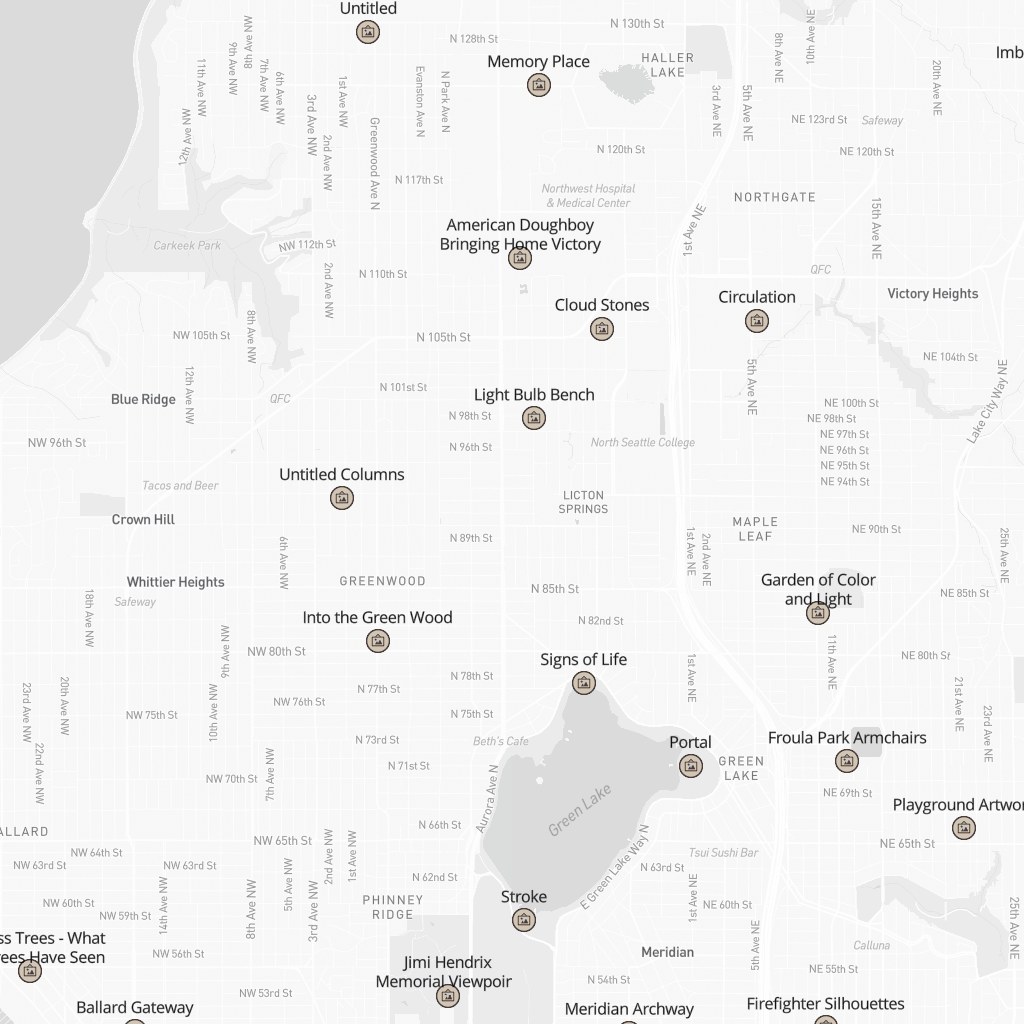 Untitled
N 130th St
N 128th St
8th Ave NW
9th Ave NW
7th Ave NW
6th Ave NW
11th Ave NW
12th Ave NW
3rd Ave NW
1st Ave NW
2nd Ave NW
Greenwood Ave N
Evanston Ave N
N Park Ave N
Memory Place
HALLER
LAKE
3rd Ave NE
5th Ave NE
8th Ave NE
10th Ave NE
20th Ave NE
Imb
NE 123rd St
Safeway
NE 120th St
N 120th St
N 117th St
Northwest Hospital
& Medical Center
NORTHGATE
15th Ave NE
1st Ave NE
American Doughboy
Bringing Home Victory
Carkeek Park
NW 112th St
N 110th St
2nd Ave NW
QFC
Victory Heights
Cloud Stones
Circulation
8th Ave NW
NW 105th St
N 105th St
NE 104th St
Lake City Way NE
12th Ave NW
5th Ave NE
N 101st St
Blue Ridge
QFC
Light Bulb Bench
N 98th St
NE 100th St
NE 98th St
NE 97th St
NE 96th St
NE 95th St
NE 94th St
NW 96th St
N 96th St
North Seattle College
Untitled Columns
Tacos and Beer
LICTON
SPRINGS
Crown Hill
MAPLE
LEAF
NE 90th St
N 89th St
1st Ave NE
2nd Ave NE
25th Ave NE
6th Ave NW
Whittier Heights
GREENWOOD
N 85th St
Garden of Color
and Light
NE 85th St
Safeway
18th Ave NW
Into the Green Wood
N 82nd St
9th Ave NW
NW 80th St
11th Ave NE
NE 80th St
Signs of Life
1st Ave NE
N 78th St
N 77th St
23rd Ave NW
20th Ave NW
10th Ave NW
NW 76th St
NW 75th St
N 75th St
21st Ave NE
23rd Ave NE
N 73rd St
Beth's Cafe
Portal
Froula Park Armchairs
22nd Ave NW
7th Ave NW
NW 70th St
N 71st St
GREEN
LAKE
NE 69th St
Aurora Ave N
Green Lake
Playground Artwor
N 66th St
ALLARD
NW 65th St
NE 65th St
2nd Ave NW
1st Ave NW
NW 64th St
NW 63rd St
NW 63rd St
E Green Lake Way N
Tsui Sushi Bar
N 63rd St
5th Ave NW
N 62nd St
14th Ave NW
8th Ave NW
3rd Ave NW
1st Ave NE
Stroke
NW 60th St
PHINNEY
RIDGE
NE 60th St
NW 59th St
25th Ave NE
5th Ave NE
ss Trees - What
rees Have Seen
NW 56th St
Meridian
Calluna
Jimi Hendrix
Memorial Viewpoir
NE 55th St
N 54th St
NW 53rd St
Ballard Gateway
Meridian Archway
Firefighter Silhouettes